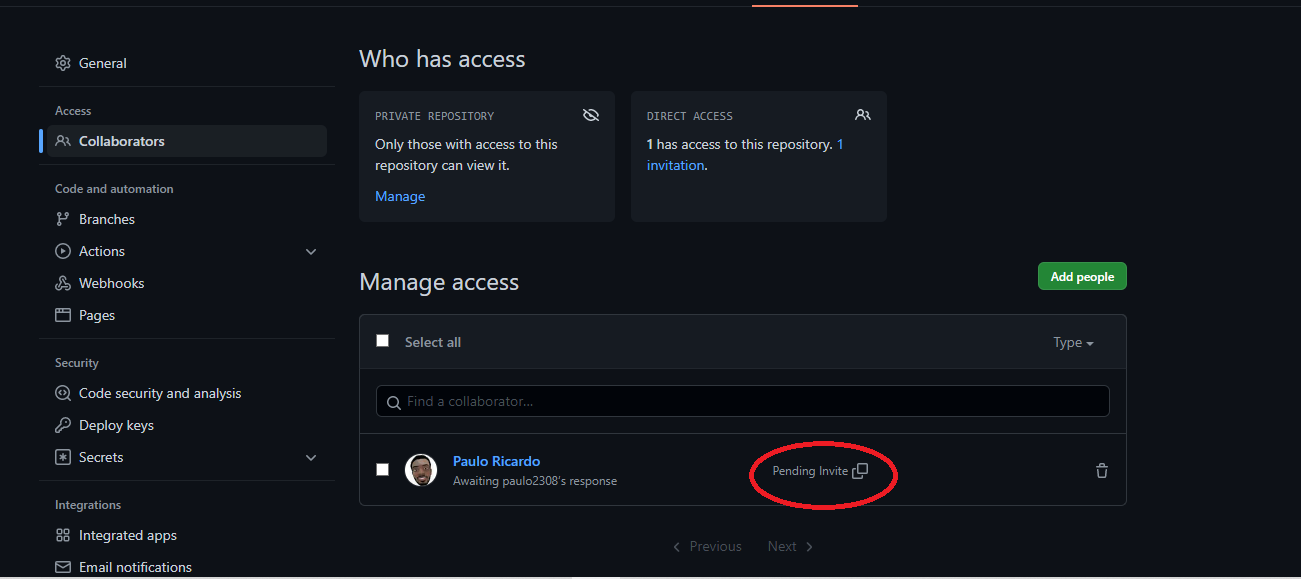 General
Access
Collaborators
Code and automation
Branches
Actions
Webhooks
Pages
Security
Code security and analysis
Deploy keys
Secrets
Integrations
Integrated apps
Email notifications
Who has access
PRIVATE REPOSITORY
Only those with access to this
repository can view it.
Manage
DIRECT ACCESS
1 has access to this repository. 1
invitation.
Manage access
Add people
Select all
Type
Find a collaborator...
Paulo Ricardo
Awaiting paulo2308's response
Pending Invite
Previous
Next